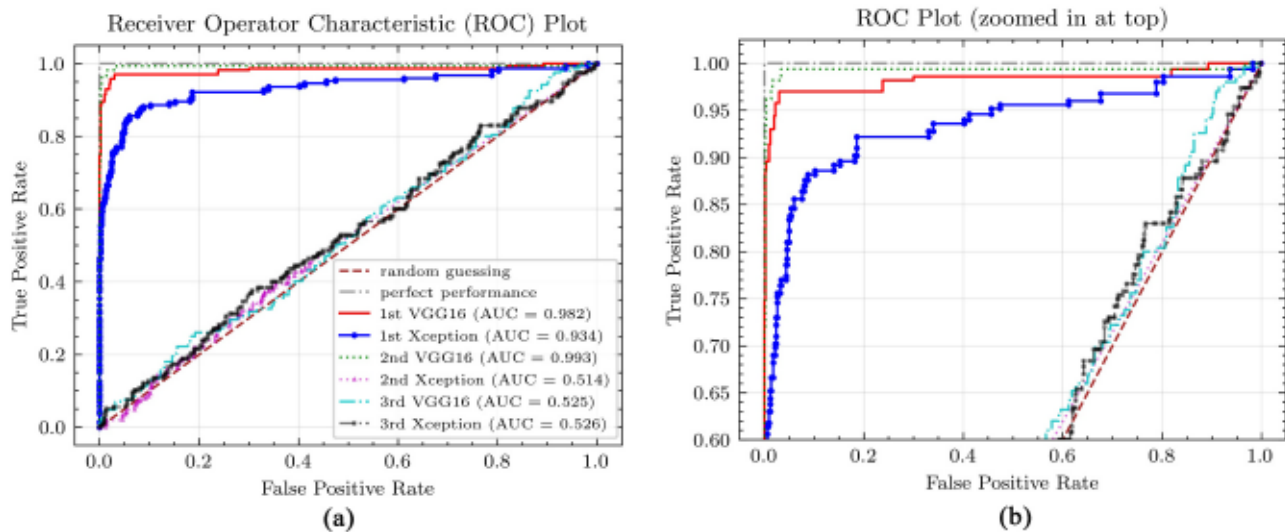 Receiver Operator Characteristic (ROC) Plot
1.0
0.8
0.6
0.4
0.2
0.0
True Positive Rate
random guessing
perfect performance
1st VGG16 (AUC = 0.982)
1st Xception (AUC = 0.934)
2nd VGG16 (AUC = 0.993)
2nd Xception (AUC = 0.514)
3rd VGG16 (AUC = 0.525)
3rd Xception (AUC = 0.526)
0.0 0.2 0.4 0.6 0.8 1.0
False Positive Rate
(a)
ROC Plot (zoomed in at top)
1.00
0.95
0.90
0.85
0.80
0.75
0.70
0.65
0.60
True Positive Rate
0.0 0.2 0.4 0.6 0.8 1.0
False Positive Rate
(b)